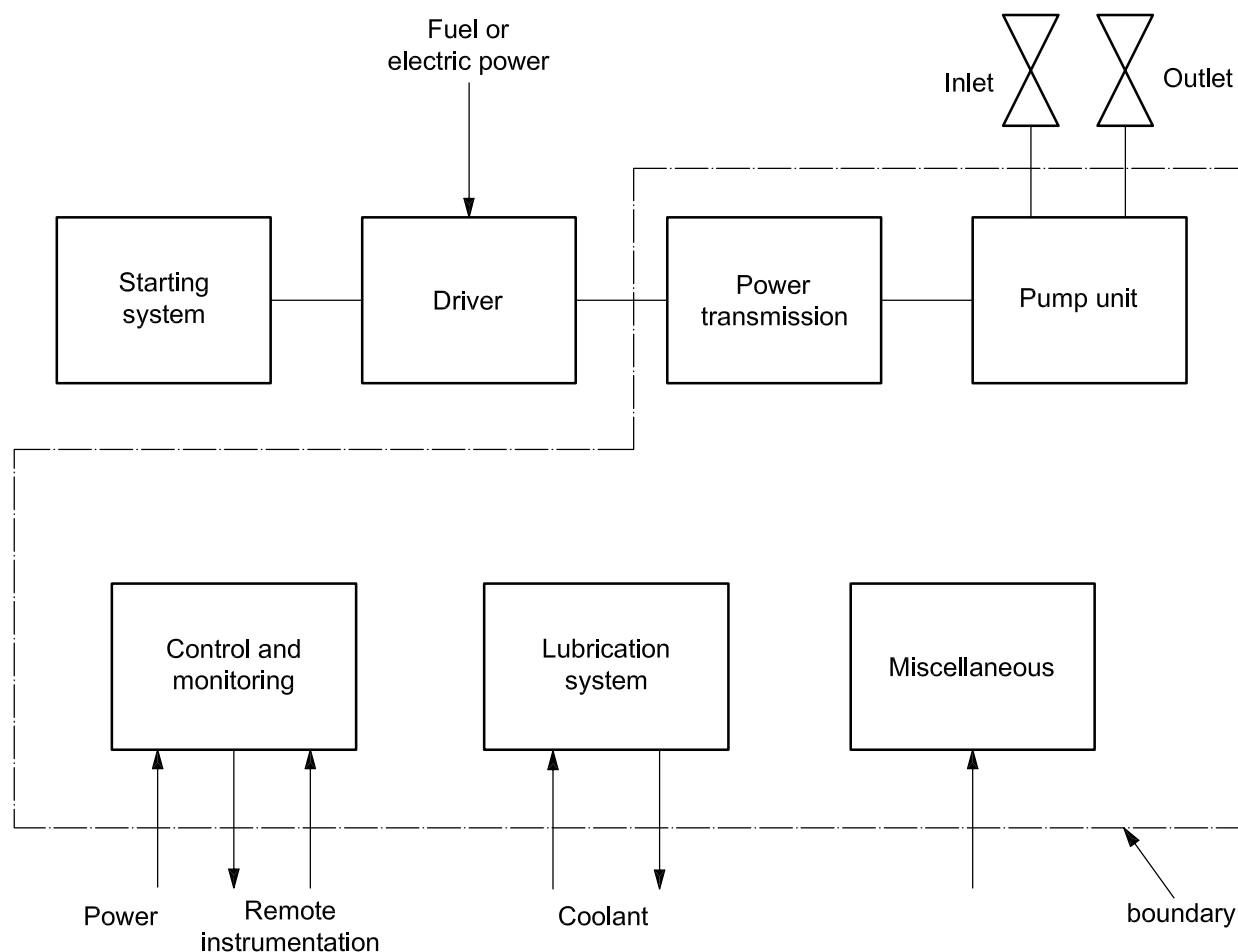 Fuel or
electric power
Inlet
Outlet
Starting
system
Driver
Power
transmission
Pump unit
Control and
monitoring
Lubrication
system
Miscellaneous
Power
Remote
instrumentation
Coolant
boundary